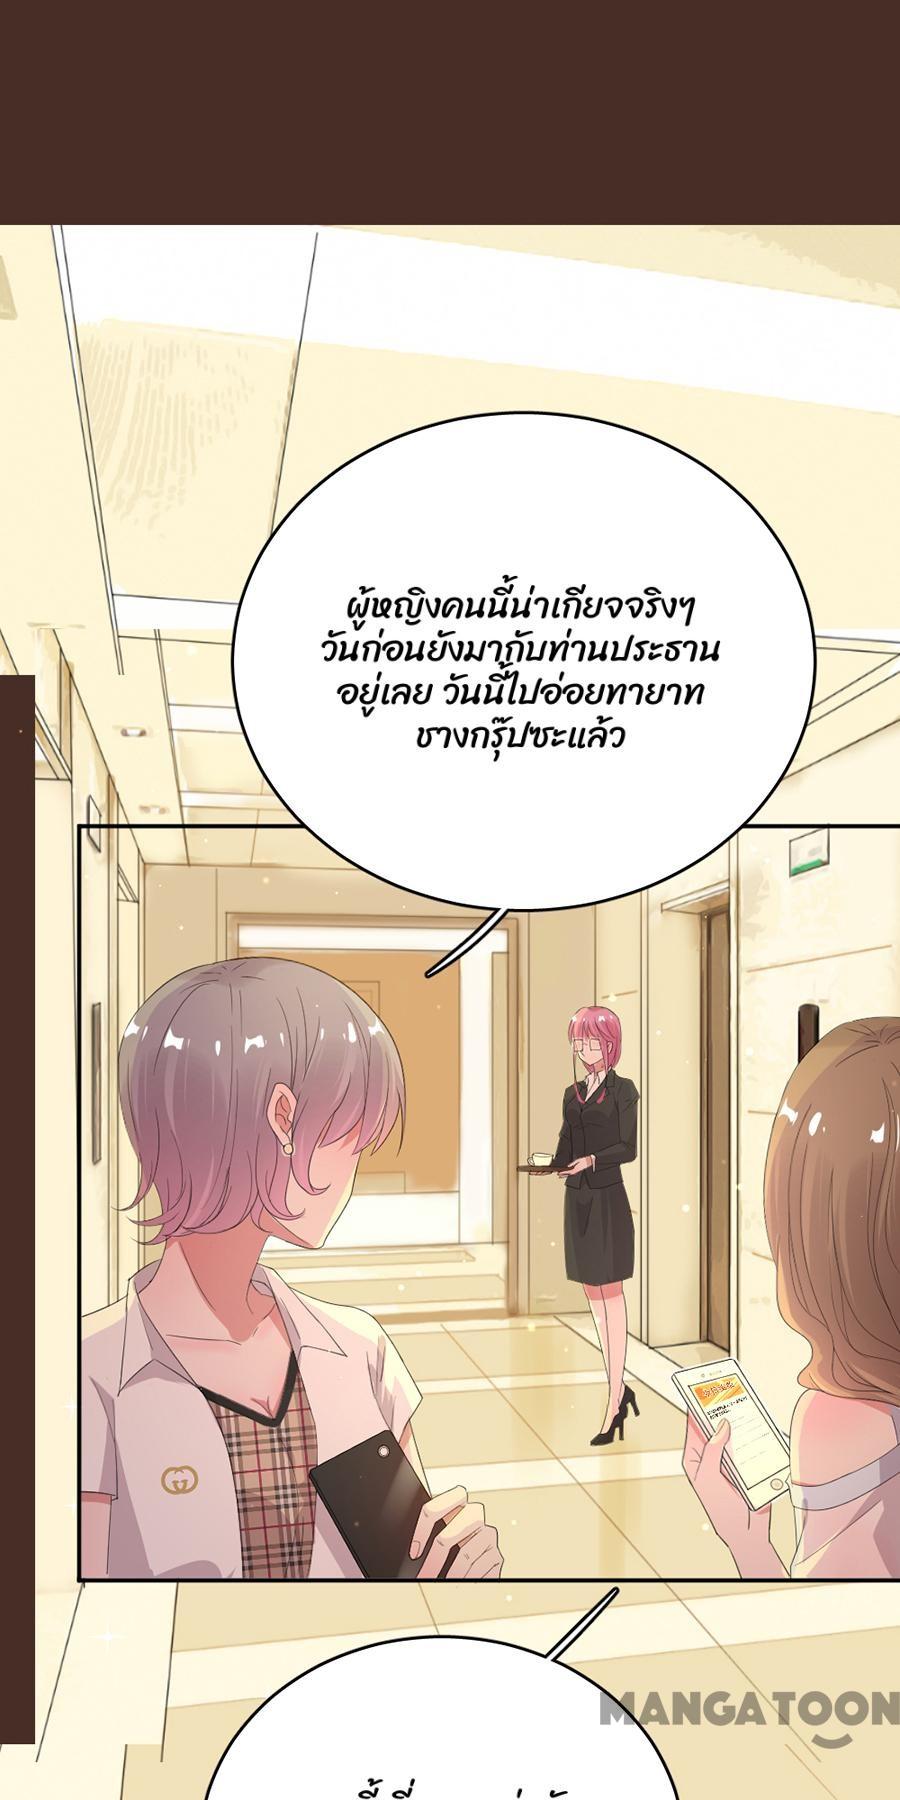 ผู้หญิงคนนี้น่าเกียจจริงๆ
วันก่อนยังมากับท่านประธาน
อยู่เลย วันนี้ไปอ่อยทายาท
ชางกรุ๊ปซะแล้ว
MANGATOON